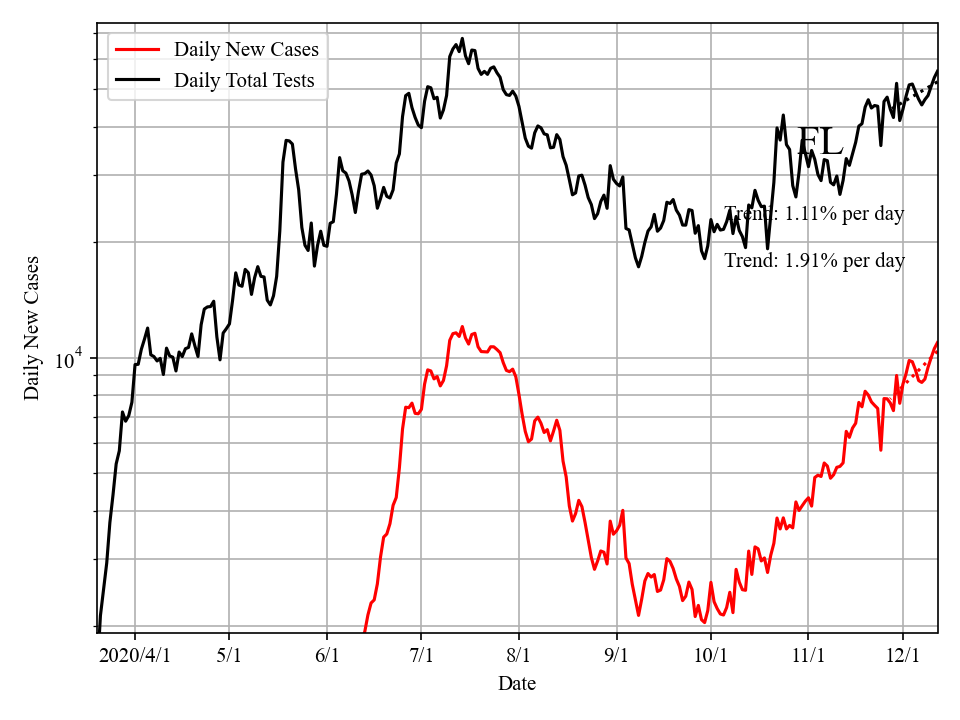 Daily New Cases
Daily Total Tests
FL
Trend: 1.11% per day
Trend: 1.91% per day
Daily New Cases
10^4
2020/4/1 5/1 6/1 7/1 8/1 9/1 10/1 11/1 12/1
Date